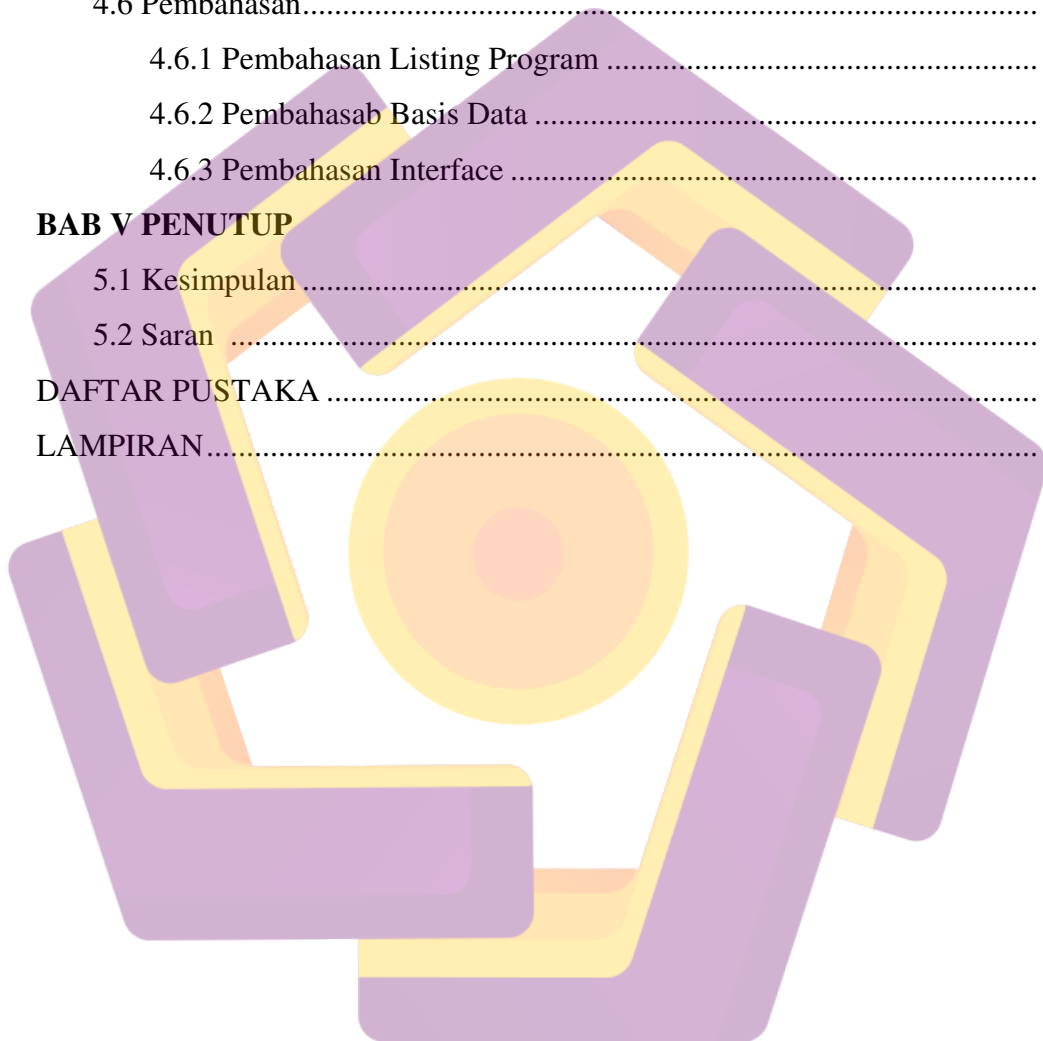 4.6 Pembahasan........................................................................................
4.6.1 Pembahasan Listing Program ......................................................
4.6.2 Pembahasab Basis Data ...............................................................
4.6.3 Pembahasan Interface ..................................................................
BAB V PENUTUP
5.1 Kesimpulan ............................................................................................
5.2 Saran .....................................................................................................
DAFTAR PUSTAKA .........................................................................................
LAMPIRAN........................................................................................................